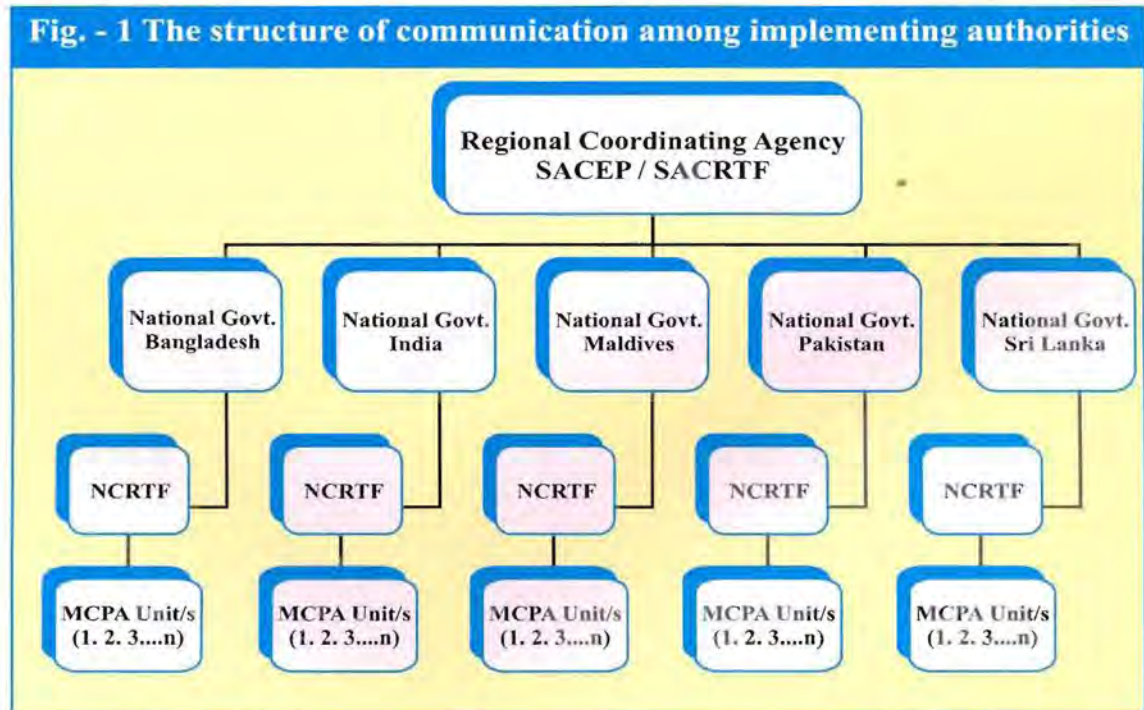 Fig. - 1 The structure of communication among implementing authorities
Regional Coordinating Agency
SACEP / SACRTF
National Govt.
Bangladesh
National Govt.
India
National Govt.
Maldives
National Govt.
Pakistan
National Govt.
Sri Lanka
NCRTF
NCRTF
NCRTF
NCRTF
NCRTF
MCPA Unit/s
(1. 2. 3....n)
MCPA Unit/s
(1. 2. 3....n)
MCPA Unit/s
(1. 2. 3....n)
MCPA Unit/s
(1. 2. 3....n)
MCPA Unit/s
(1. 2. 3....n)